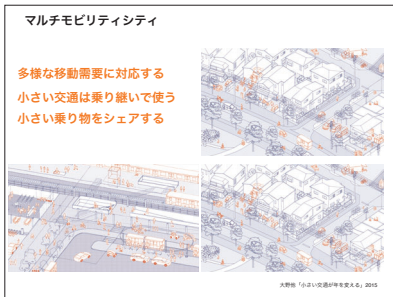 マルチモビリティシティ
多様な移動需要に対応する
小さい交通は乗り継いで使う
小さい乗り物をシェアする
大野他「小さい交通が年を変える」2015